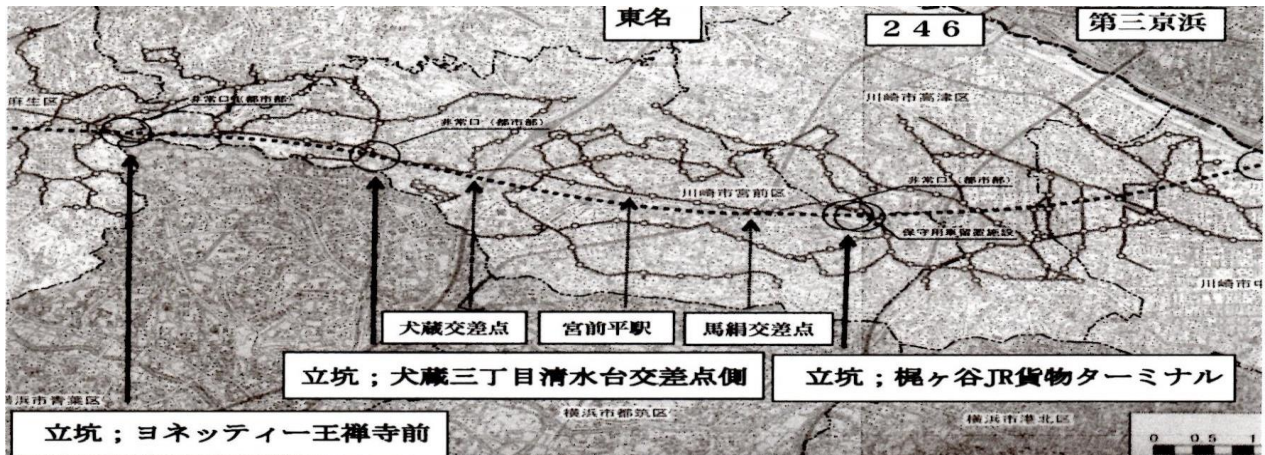 東名
246
第三京浜
麻生区
非常口(都市部)
川崎市高津区
非常口(都市部)
川崎市宮前区
非常口(都市部)
保守用車留置施設
川崎市中
犬蔵交差点
宮前平駅
馬絹交差点
立坑;犬蔵三丁目清水台交差点側
立坑;梶ヶ谷JR貨物ターミナル
浜市青葉区
横浜市都筑区
横浜市港北区
立坑;ヨネッティー王禅寺前
0 0.5 1